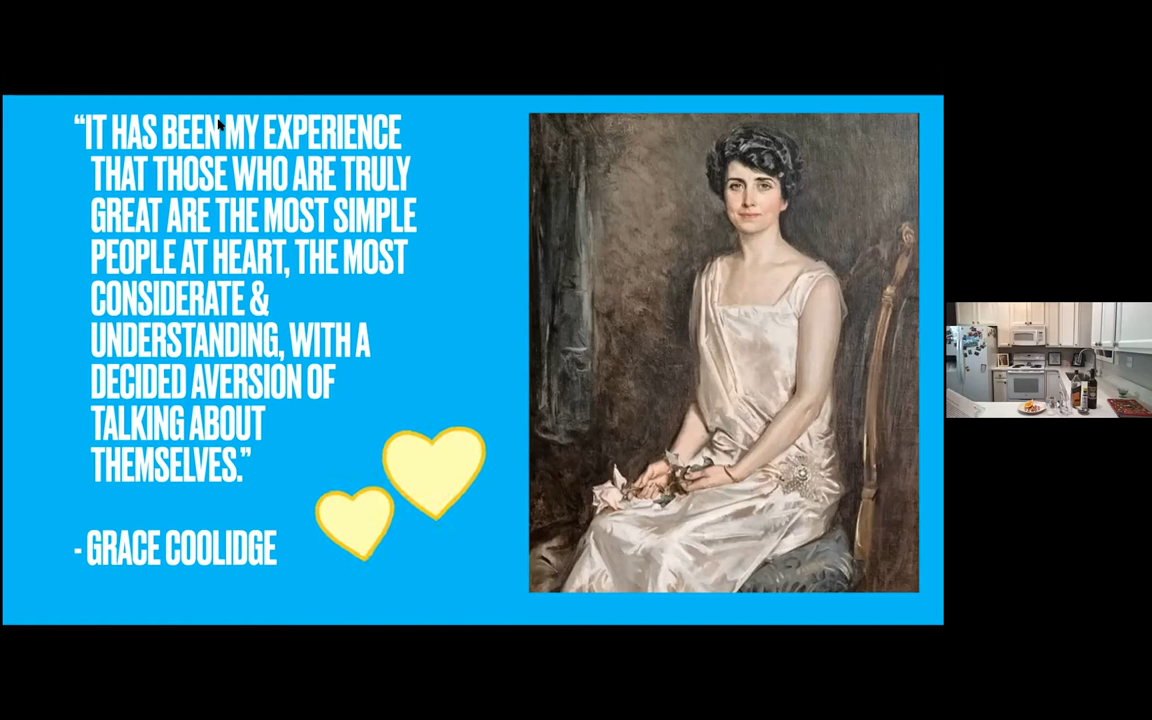 “IT HAS BEEN MY EXPERIENCE
THAT THOSE WHO ARE TRULY
GREAT ARE THE MOST SIMPLE
PEOPLE AT HEART, THE MOST
CONSIDERATE &
UNDERSTANDING, WITH A
DECIDED AVERSION OF
TALKING ABOUT
THEMSELVES.”
- GRACE COOLIDGE